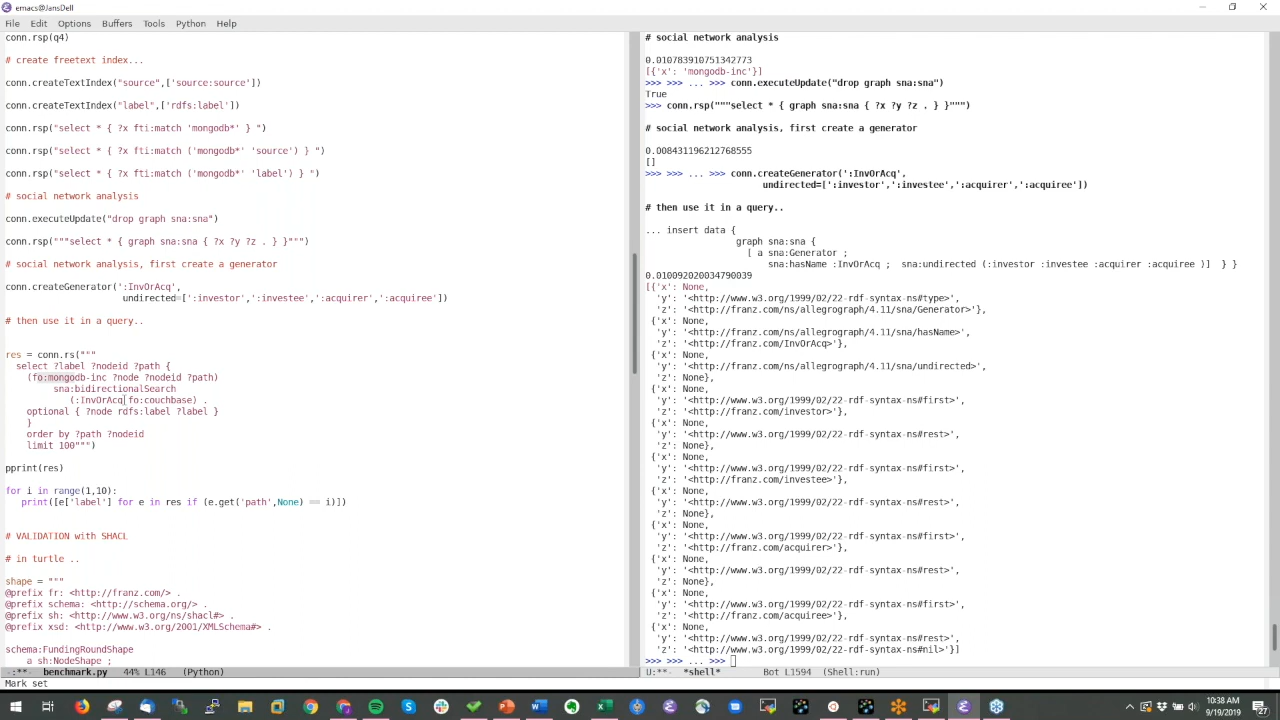 emacs@JansDell
File Edit Options Buffers Tools Python Help
conn.rsp(q4)
# create freetext index...
conn.createTextIndex("source",['source:source'])
conn.createTextIndex("label",['rdfs:label'])
conn.rsp("select * { ?x fti:match 'mongodb*' } ")
conn.rsp("select * { ?x fti:match ('mongodb*' 'source') } ")
conn.rsp("select * { ?x fti:match ('mongodb*' 'label') } ")
# social network analysis
conn.executeUpdate("drop graph sna:sna")
conn.rsp("""select * { graph sna:sna { ?x ?y ?z . } }""")
# social network analysis, first create a generator
conn.createGenerator(':InvOrAcq',
undirected=[':investor',':investee',':acquirer',':acquiree'])
# then use it in a query..
res = conn.rs("""
select ?label ?nodeid ?path {
(fo:mongodb-inc ?node ?nodeid ?path)
sna:bidirectionalSearch
(:InvOrAcq fo:couchbase) .
optional { ?node rdfs:label ?label }
}
order by ?path ?nodeid
limit 100""")
pprint(res)
for i in range(1,10):
print([e['label'] for e in res if (e.get('path',None) == i)])
# VALIDATION with SHACL
# in turtle ..
shape = """
@prefix fr: <http://franz.com/> .
@prefix schema: <http://schema.org/> .
@prefix sh: <http://www.w3.org/ns/shacl#> .
@prefix xsd: <http://www.w3.org/2001/XMLSchema#> .
schema:FundingRoundShape
a sh:NodeShape ;
-:**- benchmark.py 44% L146 (Python)
Mark set
# social network analysis
0.010783910751342773
[{'x': 'mongodb-inc'}]
>>> >>> ... >>> conn.executeUpdate("drop graph sna:sna")
True
>>> conn.rsp("""select * { graph sna:sna { ?x ?y ?z . } }""")
# social network analysis, first create a generator
0.008431196212768555
[]
>>> >>> ... >>> conn.createGenerator(':InvOrAcq',
undirected=[':investor',':investee',':acquirer',':acquiree'])
# then use it in a query..
... insert data {
graph sna:sna {
[ a sna:Generator ;
sna:hasName :InvOrAcq ; sna:undirected (:investor :investee :acquirer :acquiree )] } }
0.010092020034790039
[{'x': None,
'y': '<http://www.w3.org/1999/02/22-rdf-syntax-ns#type>',
'z': '<http://franz.com/ns/allegrograph/4.11/sna/Generator>'},
{'x': None,
'y': '<http://franz.com/ns/allegrograph/4.11/sna/hasName>',
'z': '<http://franz.com/InvOrAcq>'},
{'x': None,
'y': '<http://franz.com/ns/allegrograph/4.11/sna/undirected>',
'z': None},
{'x': None,
'y': '<http://www.w3.org/1999/02/22-rdf-syntax-ns#first>',
'z': '<http://franz.com/investor>'},
{'x': None,
'y': '<http://www.w3.org/1999/02/22-rdf-syntax-ns#rest>',
'z': None},
{'x': None,
'y': '<http://www.w3.org/1999/02/22-rdf-syntax-ns#first>',
'z': '<http://franz.com/investee>'},
{'x': None,
'y': '<http://www.w3.org/1999/02/22-rdf-syntax-ns#rest>',
'z': None},
{'x': None,
'y': '<http://www.w3.org/1999/02/22-rdf-syntax-ns#first>',
'z': '<http://franz.com/acquirer>'},
{'x': None,
'y': '<http://www.w3.org/1999/02/22-rdf-syntax-ns#rest>',
'z': None},
{'x': None,
'y': '<http://www.w3.org/1999/02/22-rdf-syntax-ns#first>',
'z': '<http://franz.com/acquiree>'},
{'x': None,
'y': '<http://www.w3.org/1999/02/22-rdf-syntax-ns#rest>',
'z': '<http://www.w3.org/1999/02/22-rdf-syntax-ns#nil>'}]
>>> >>> ... >>>
U:**- *shell* Bot L1594 (Shell:run)
10:38 AM
9/19/2019